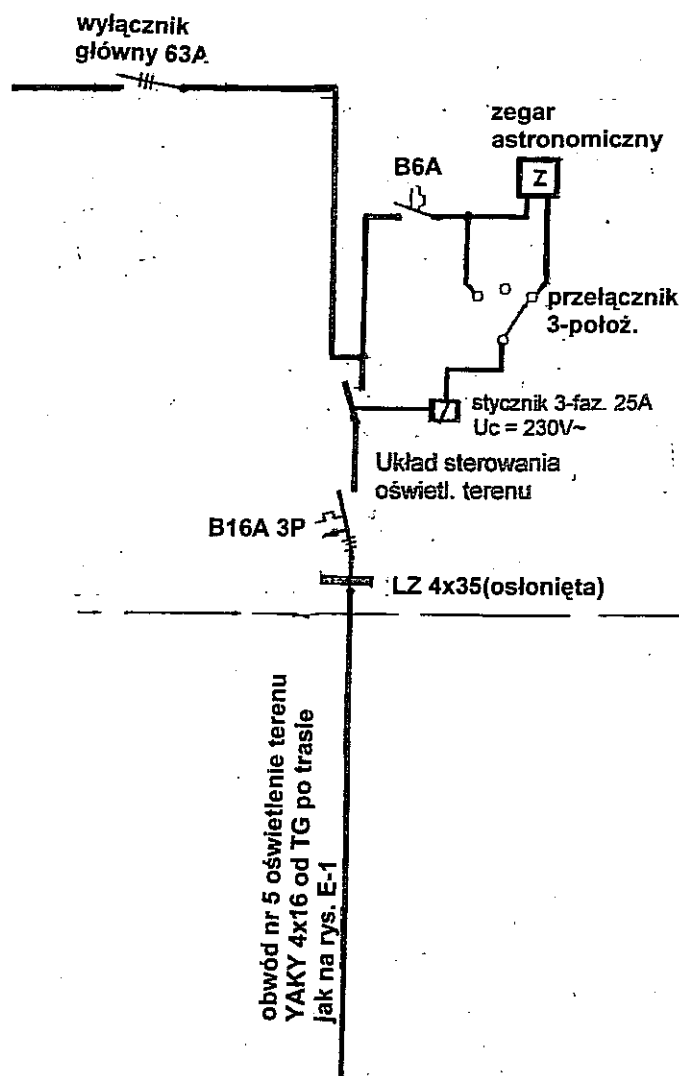 wyłącznik
główny 63A
zegar
astronomiczny
B6A
Z
przełącznik
3-położ.
stycznik 3-faz. 25A
Uc = 230V~
Układ sterowania
oświetl. terenu
B16A 3P
LZ 4x35(osłonięta)
obwód nr 5 oświetlenie terenu
YAKY 4x16 od TG po trasie
jak na rys. E-1